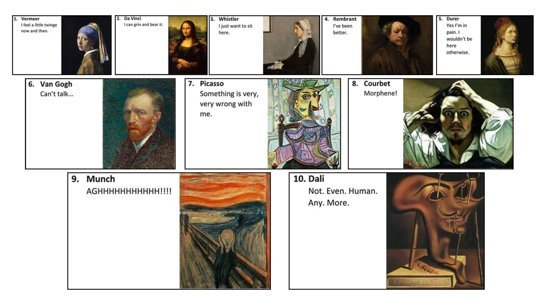 1. Vermeer
I feel a little twinge
now and then.
2. Da Vinci
I can grin and bear it.
3. Whistler
I just want to sit
here.
4. Rembrant
I've been
better.
5. Durer
Yes I'm in
pain. I
wouldn't be
here
otherwise.
6. Van Gogh
Can't talk...
7. Picasso
Something is very,
very wrong with
me.
8. Courbet
Morphene!
9. Munch
AGHHHHHHHHHHH!!!!
10. Dali
Not. Even. Human.
Any. More.